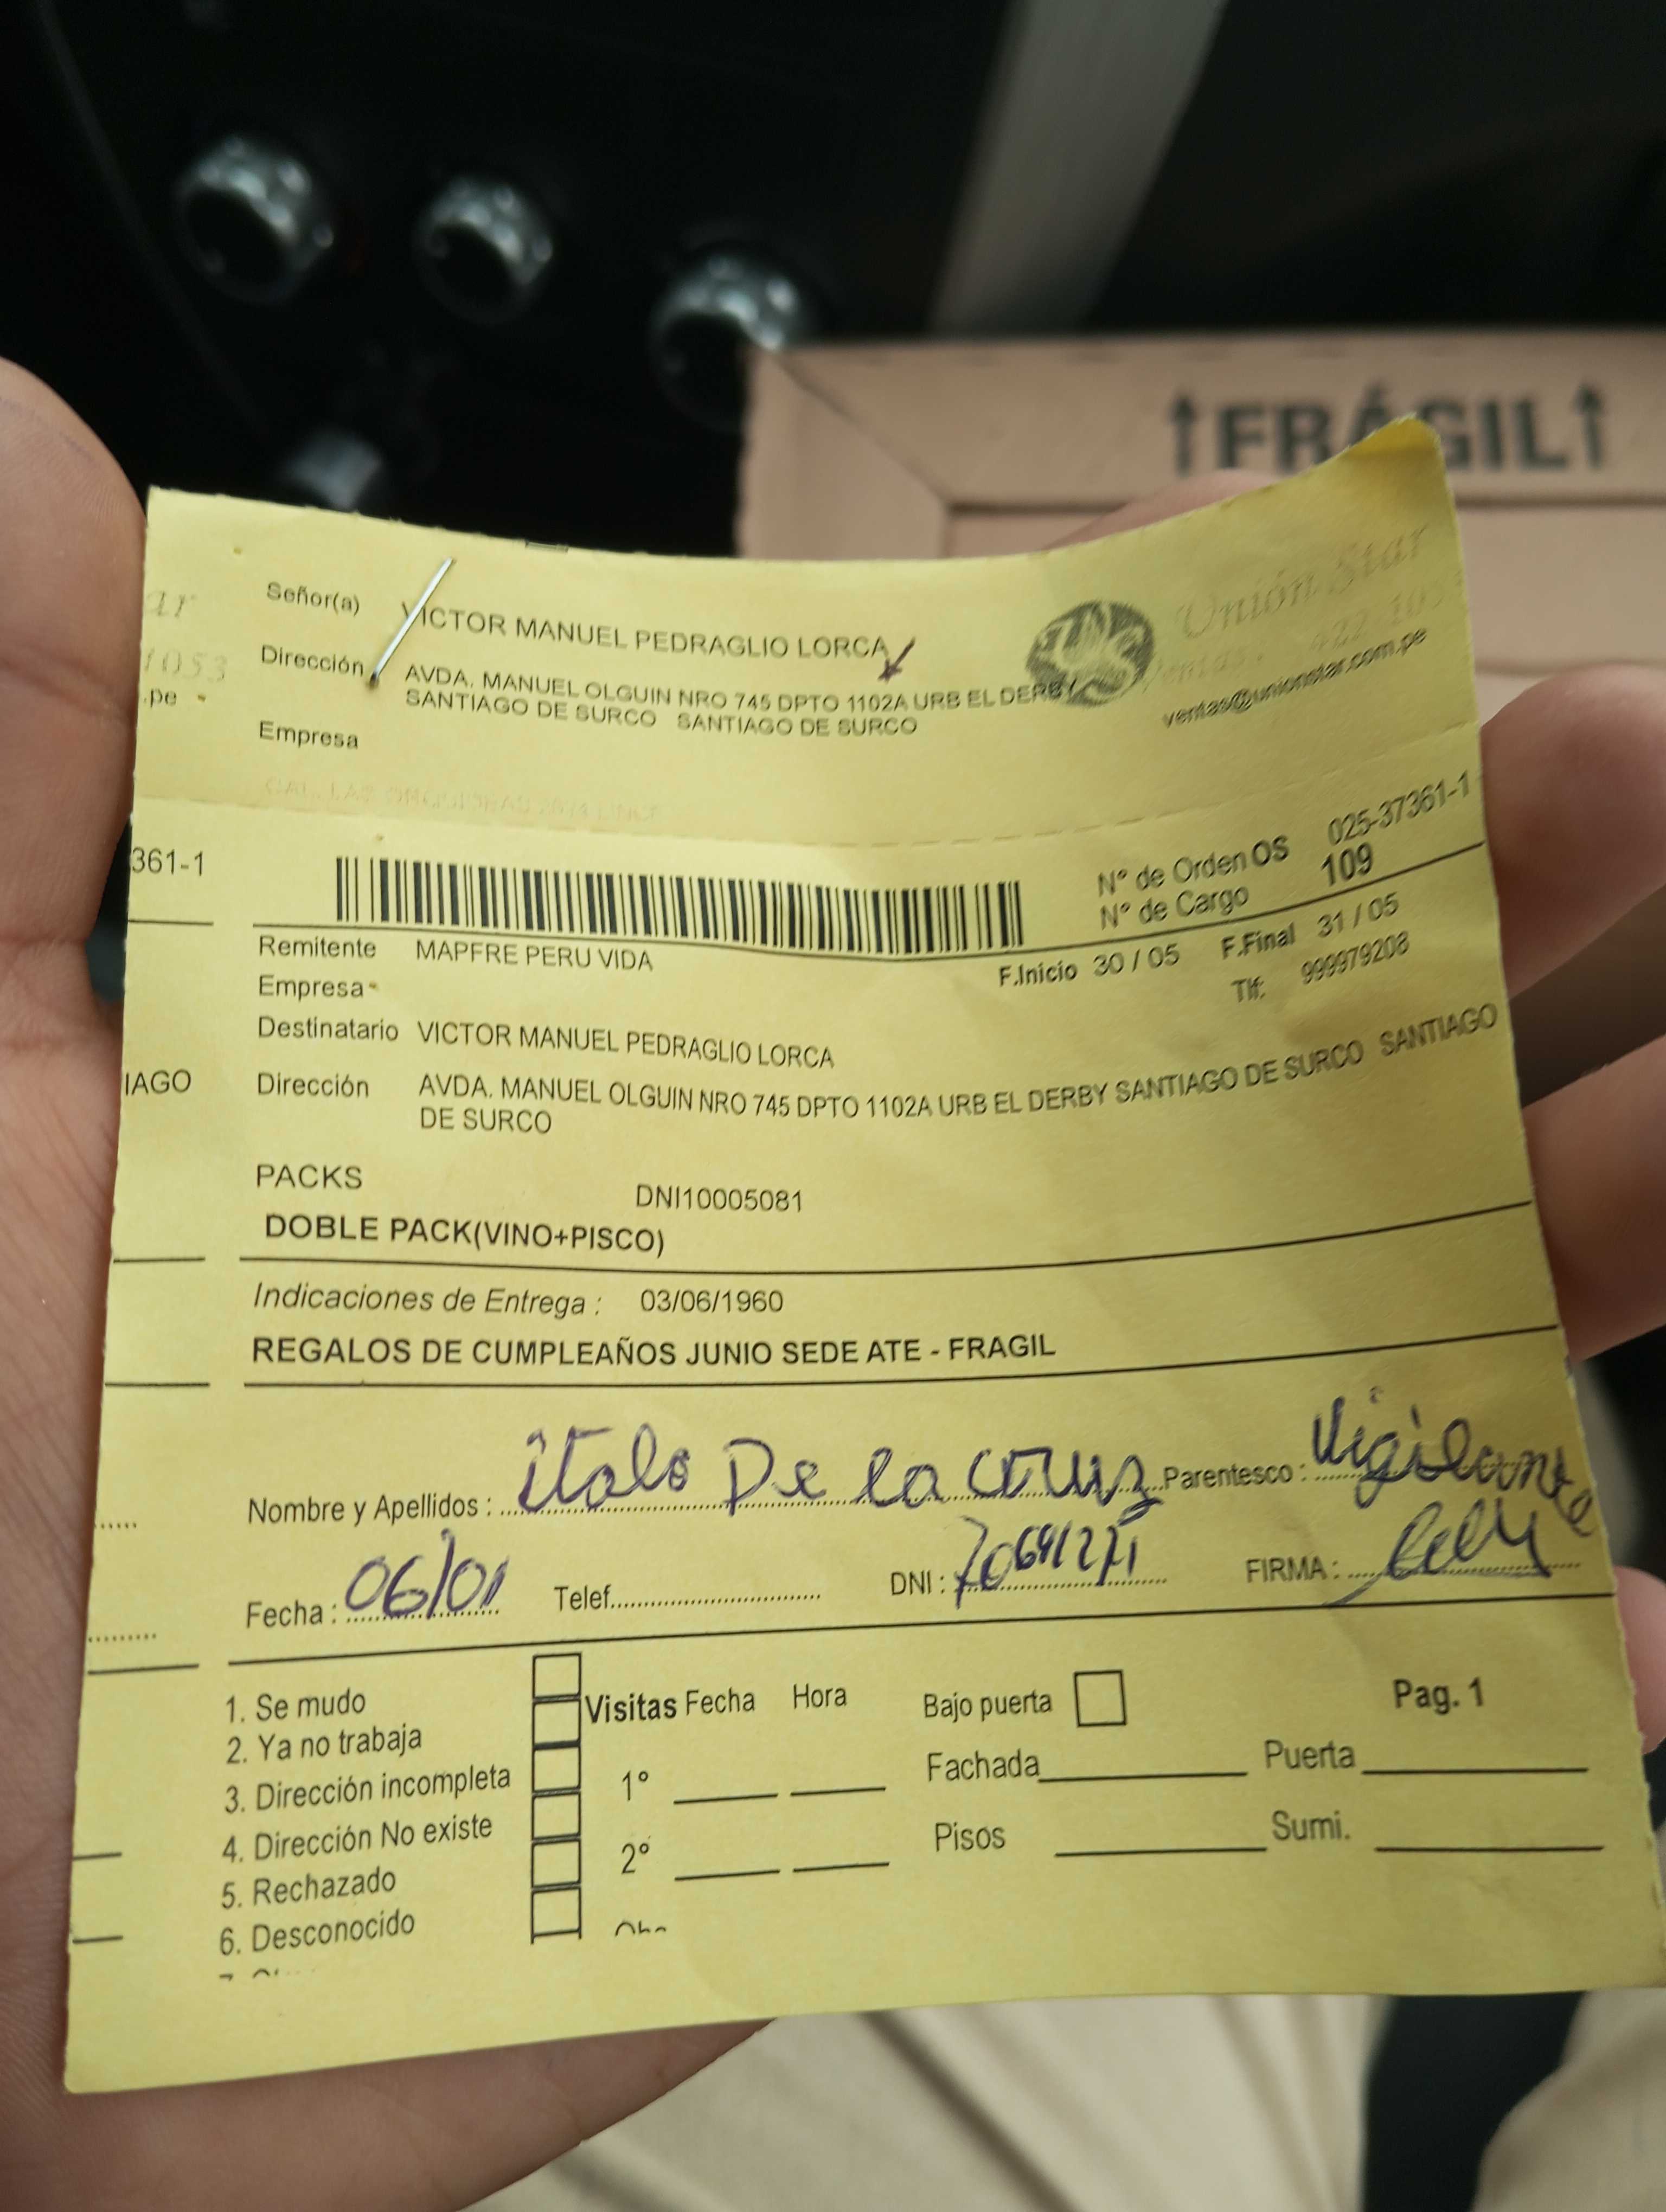 ↑FRÁGIL↑
Señor(a) VICTOR MANUEL PEDRAGLIO LORCA
Unión Star
Dirección AVDA. MANUEL OLGUIN NRO 745 DPTO 1102A URB EL DERBY
SANTIAGO DE SURCO SANTIAGO DE SURCO
ventas@unionstar.com.pe
1053
.pe
Empresa
361-1
Nº de Orden OS 025-37361-1
Nº de Cargo 109
Remitente MAPFRE PERU VIDA
F.Inicio 30 / 05 F.Final 31 / 05
Empresa
Tlf: 999979208
Destinatario VICTOR MANUEL PEDRAGLIO LORCA
IAGO
Dirección AVDA. MANUEL OLGUIN NRO 745 DPTO 1102A URB EL DERBY SANTIAGO DE SURCO SANTIAGO
DE SURCO
PACKS DNI10005081
DOBLE PACK(VINO+PISCO)
Indicaciones de Entrega : 03/06/1960
REGALOS DE CUMPLEAÑOS JUNIO SEDE ATE - FRAGIL
Nombre y Apellidos : italo De la cruz Parentesco : Vigilante
Fecha : 06/01 Telef. DNI : 70641271 FIRMA :
1. Se mudo
2. Ya no trabaja
3. Dirección incompleta
4. Dirección No existe
5. Rechazado
6. Desconocido
Visitas Fecha Hora
1º
2º
Bajo puerta
Pag. 1
Fachada Puerta
Pisos Sumi.